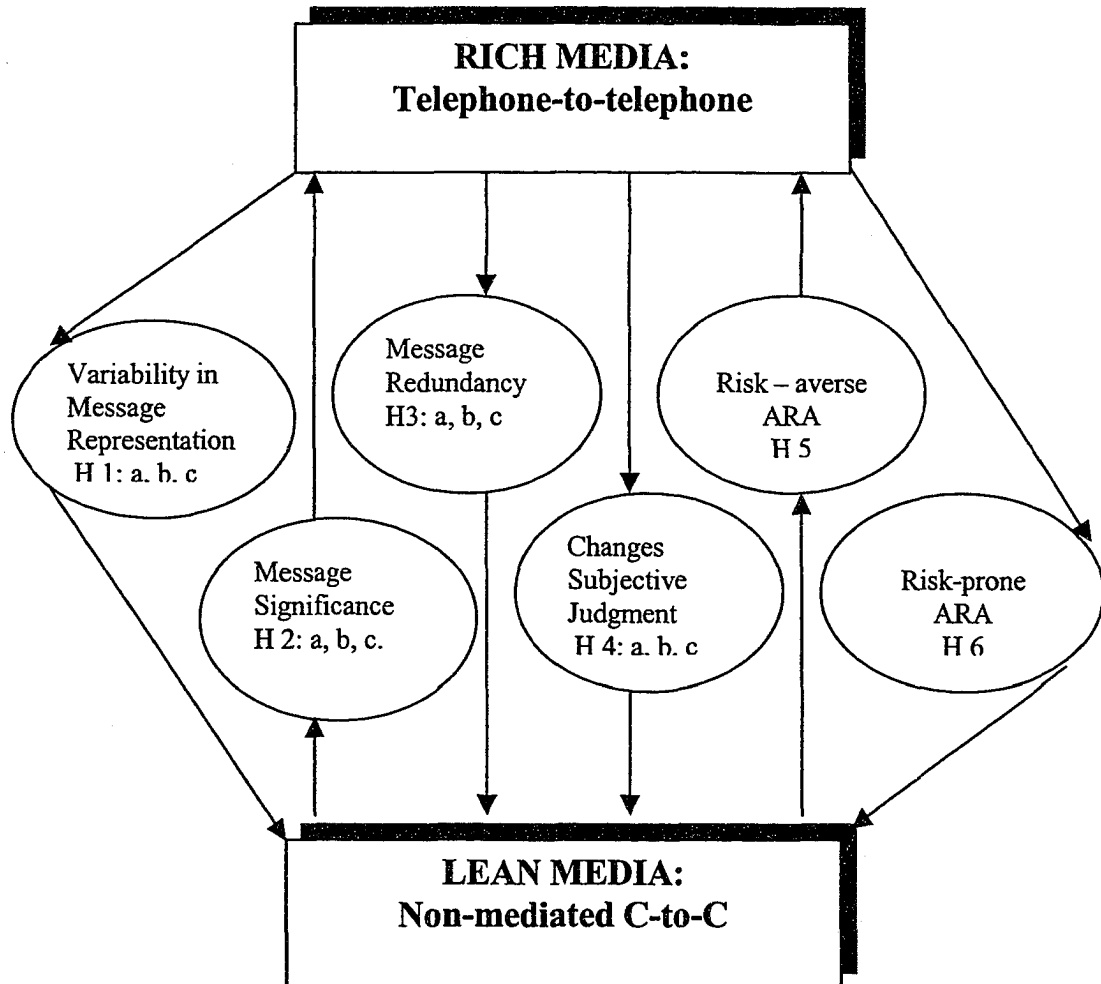 RICH MEDIA:
Telephone-to-telephone
Variability in
Message
Representation
H 1: a. b. c
Message
Significance
H 2: a, b, c.
Message
Redundancy
H3: a, b, c
Changes
Subjective
Judgment
H 4: a. b. c
Risk – averse
ARA
H 5
Risk-prone
ARA
H 6
LEAN MEDIA:
Non-mediated C-to-C